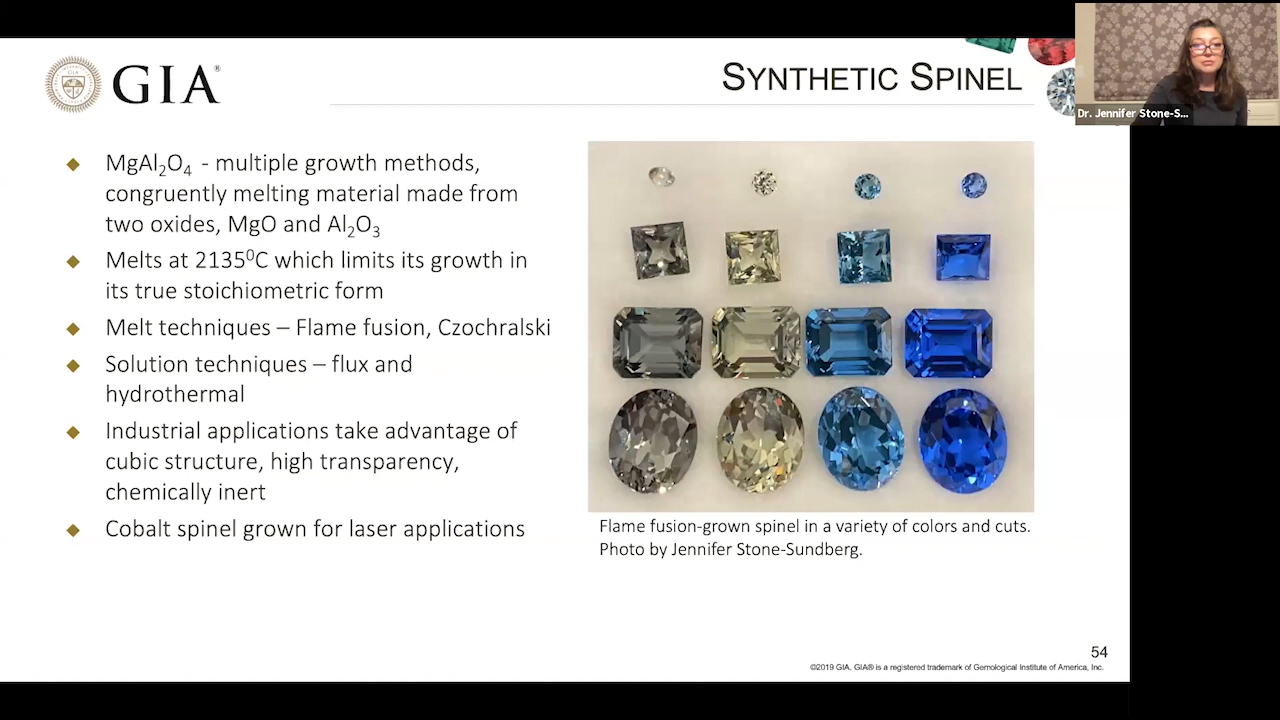 GIA®
SYNTHETIC SPINEL
Dr. Jennifer Stone-S...
◆ MgAl₂O₄ - multiple growth methods,
congruently melting material made from
two oxides, MgO and Al₂O₃
◆ Melts at 2135⁰C which limits its growth in
its true stoichiometric form
◆ Melt techniques – Flame fusion, Czochralski
◆ Solution techniques – flux and
hydrothermal
◆ Industrial applications take advantage of
cubic structure, high transparency,
chemically inert
◆ Cobalt spinel grown for laser applications
Flame fusion-grown spinel in a variety of colors and cuts.
Photo by Jennifer Stone-Sundberg.
54
©2019 GIA. GIA® is a registered trademark of Gemological Institute of America, Inc.